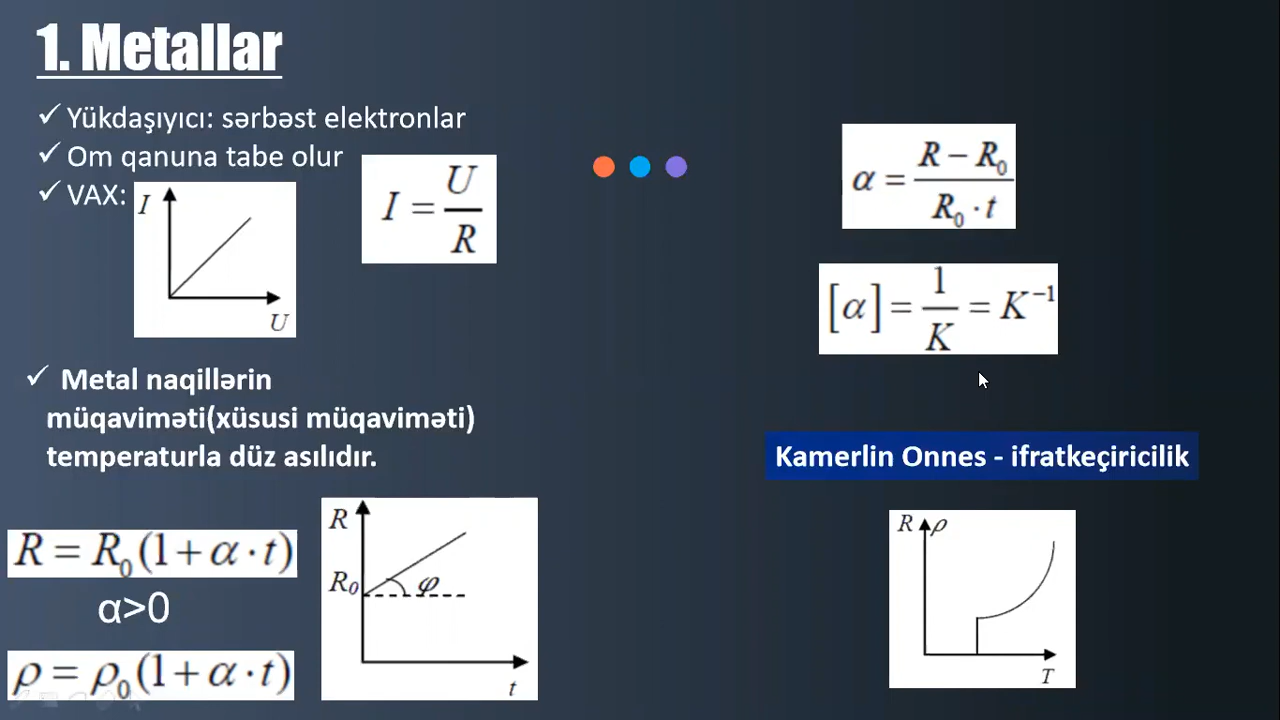 1. Metallar
✓ Yükdaşıyıcı: sərbəst elektronlar
✓ Om qanuna tabe olur
✓ VAX:
I
U
I = U/R
✓ Metal naqillərin
müqaviməti(xüsusi müqaviməti)
temperaturla düz asılıdır.
R = R₀(1+α·t)
α>0
ρ = ρ₀(1+α·t)
R
R₀
φ
t
α = (R − R₀)/(R₀ · t)
[α] = 1/K = K⁻¹
Kamerlin Onnes - ifratkeçiricilik
R ρ
T